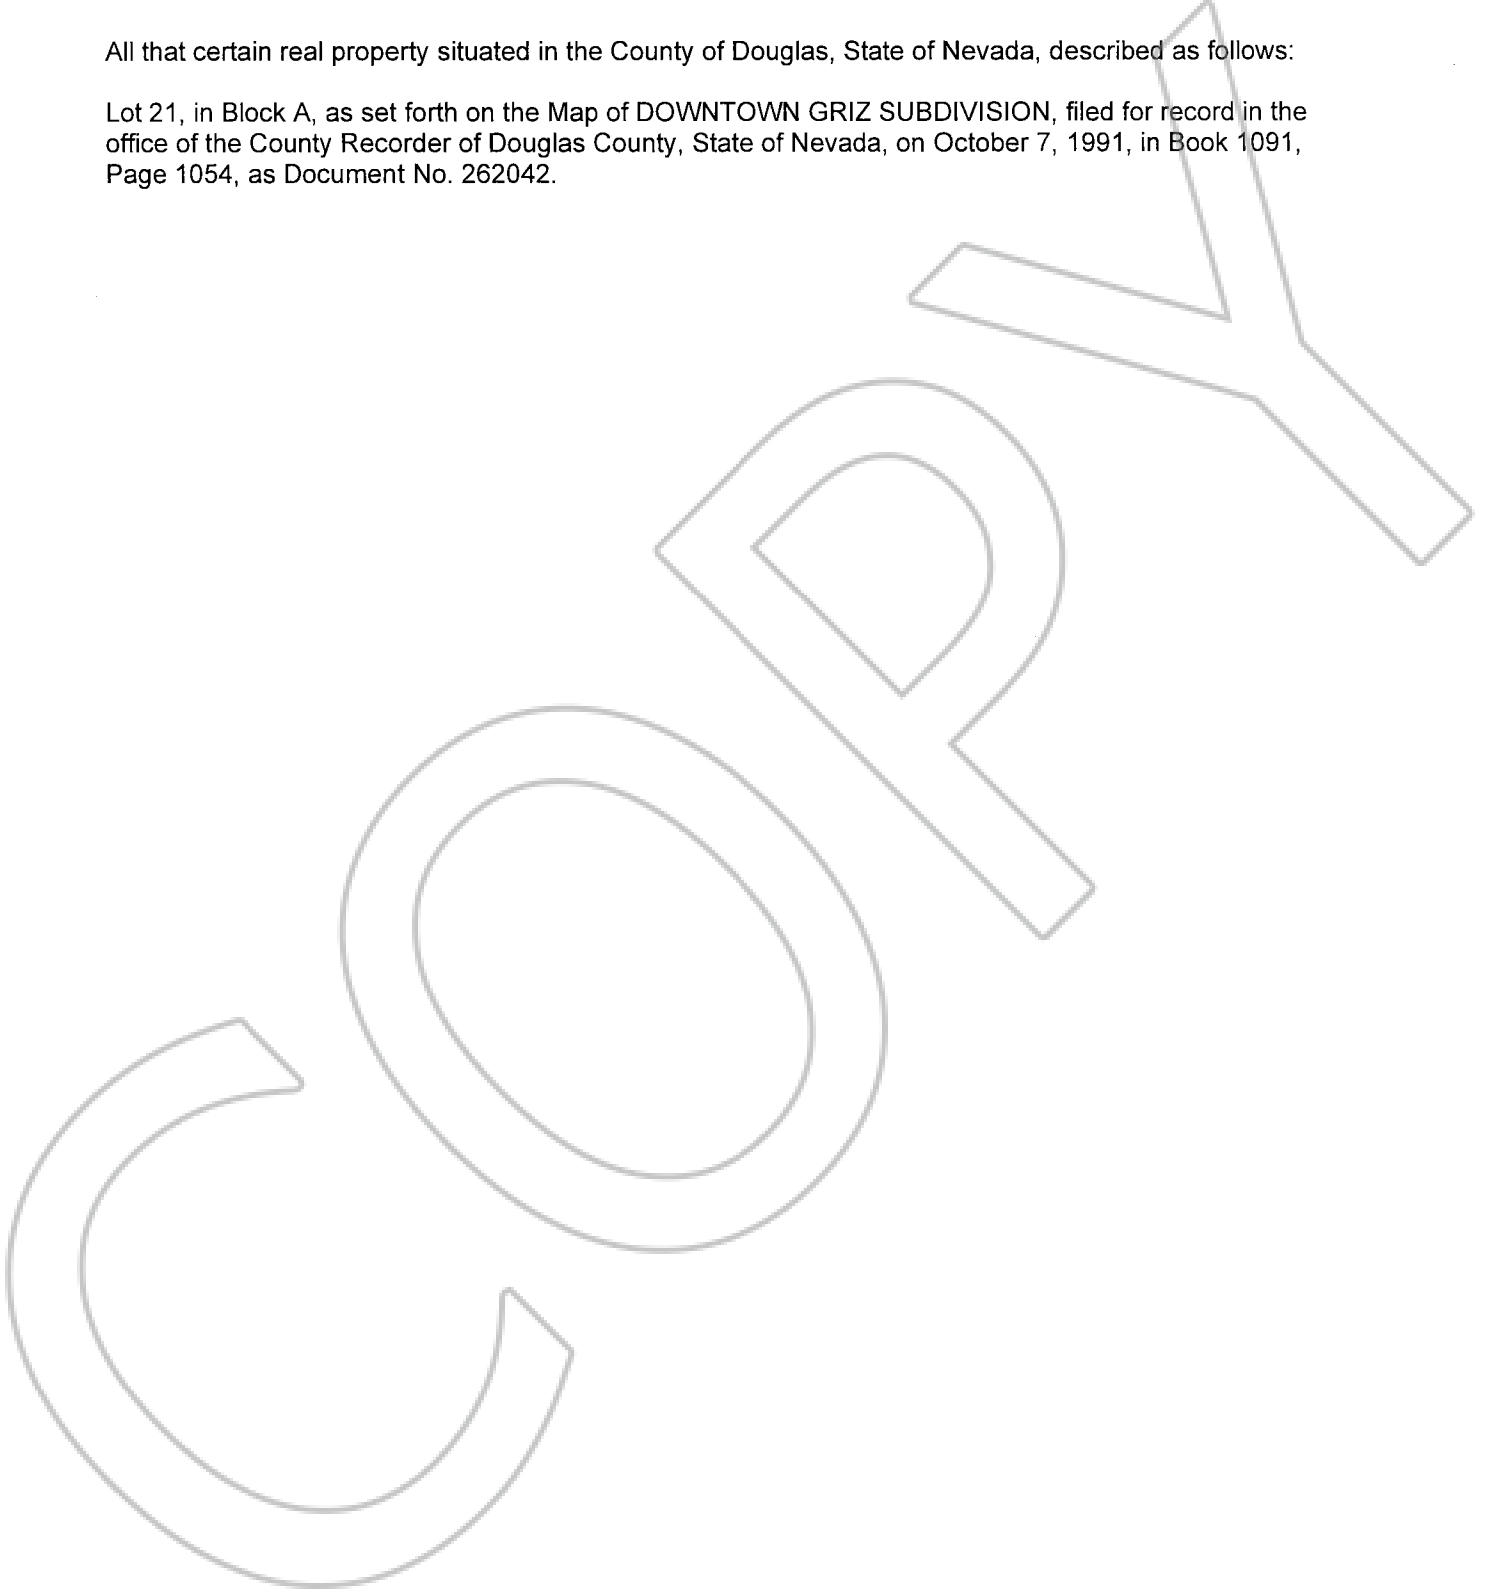 All that certain real property situated in the County of Douglas, State of Nevada, described as follows:
Lot 21, in Block A, as set forth on the Map of DOWNTOWN GRIZ SUBDIVISION, filed for record in the
office of the County Recorder of Douglas County, State of Nevada, on October 7, 1991, in Book 1091,
Page 1054, as Document No. 262042.
COPY